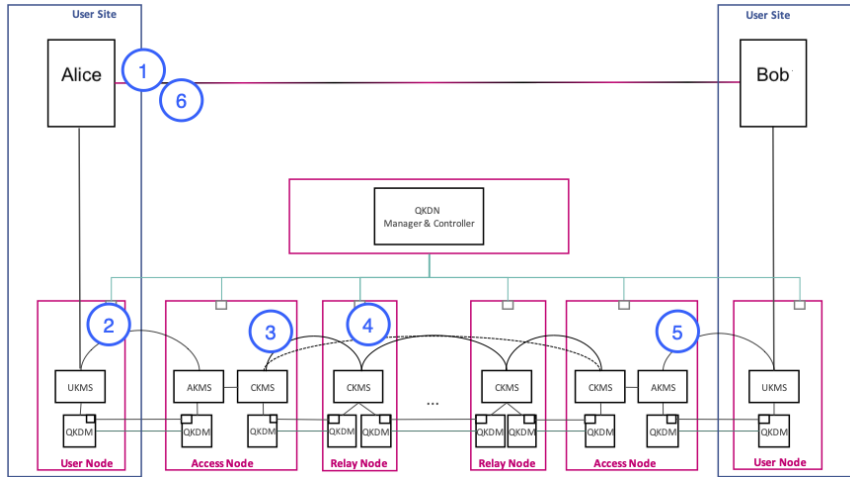 User Site
User Site
Alice
1
6
Bob
QKDN
Manager & Controller
2
3
4
5
UKMS
AKMS
CKMS
CKMS
CKMS
CKMS
AKMS
UKMS
...
QKDM
QKDM
QKDM
QKDM
QKDM
QKDM
QKDM
QKDM
QKDM
QKDM
User Node
Access Node
Relay Node
Relay Node
Access Node
User Node